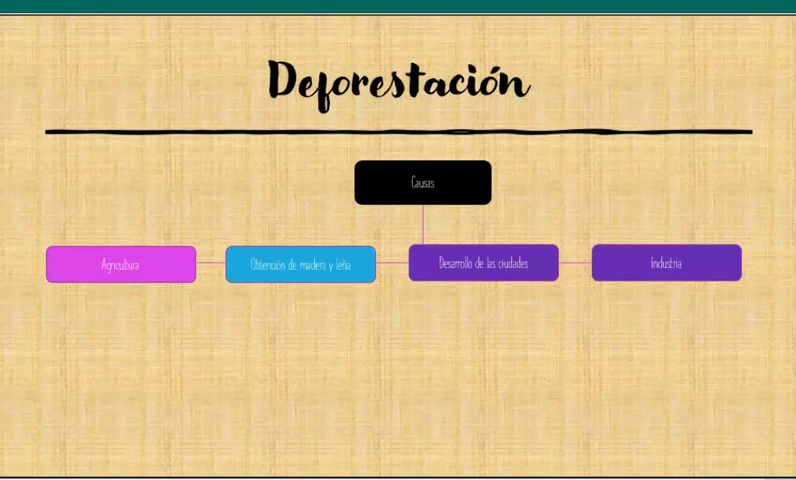 Deforestación
Causas
Agricultura
Obtención de madera y leña
Desarrollo de las ciudades
Industria